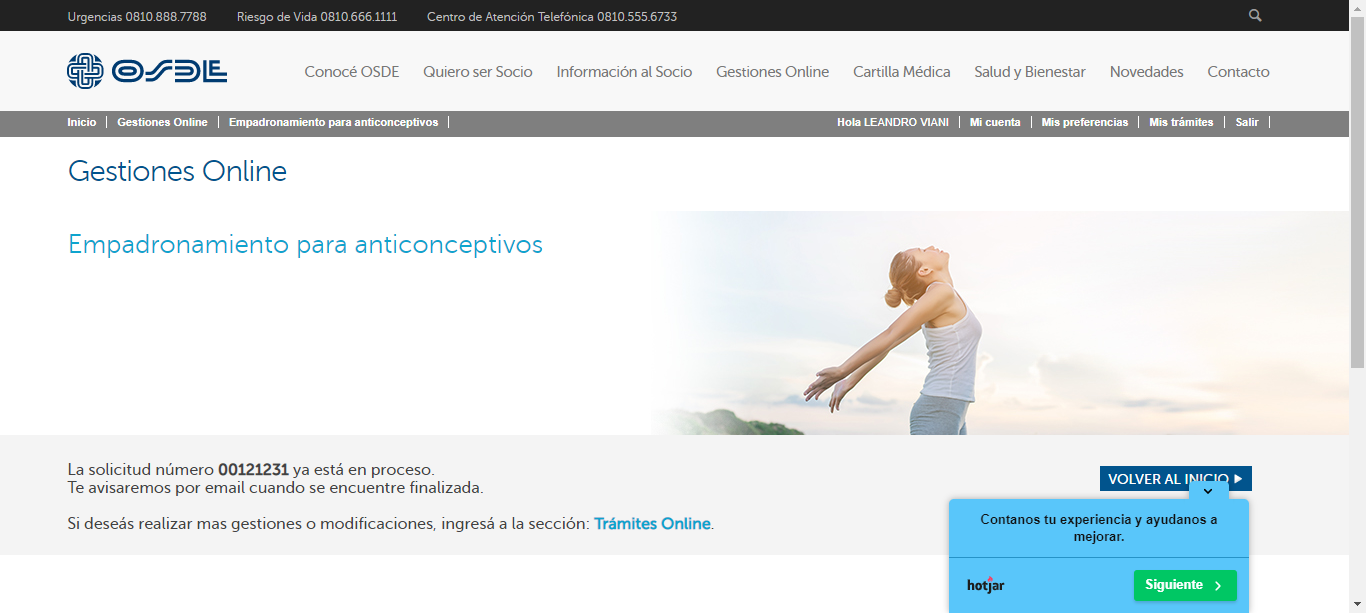 Urgencias 0810.888.7788 Riesgo de Vida 0810.666.1111 Centro de Atención Telefónica 0810.555.6733
OSDE Conocé OSDE Quiero ser Socio Información al Socio Gestiones Online Cartilla Médica Salud y Bienestar Novedades Contacto
Inicio Gestiones Online Empadronamiento para anticonceptivos Hola LEANDRO VIANI Mi cuenta Mis preferencias Mis trámites Salir
Gestiones Online
Empadronamiento para anticonceptivos
La solicitud número 00121231 ya está en proceso.
Te avisaremos por email cuando se encuentre finalizada.
VOLVER AL INICIO
Si deseás realizar mas gestiones o modificaciones, ingresá a la sección: Trámites Online.
Contanos tu experiencia y ayudanos a
mejorar.
hotjar Siguiente